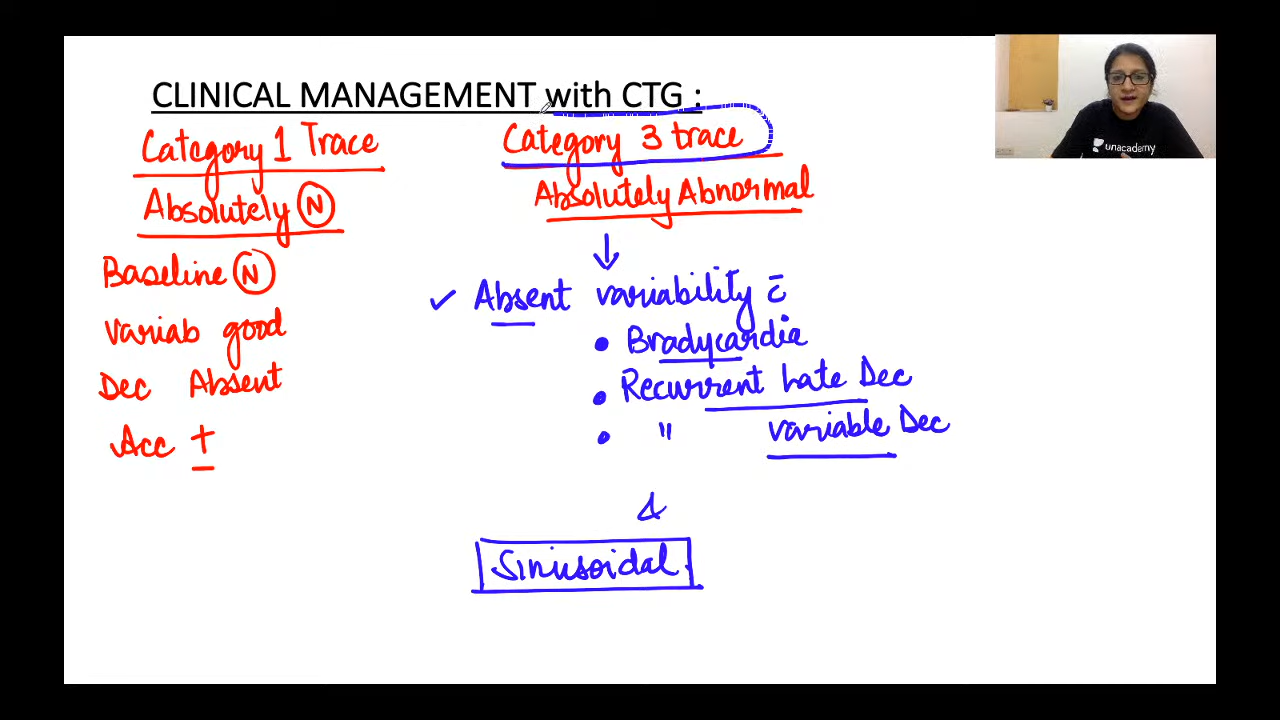 CLINICAL MANAGEMENT with CTG :
Category 1 Trace
Absolutely N
Baseline N
variab good
Dec Absent
Acc +
Category 3 trace
Absolutely Abnormal
↓
✓ Absent variability c̄
• Bradycardia
• Recurrent Late Dec
• " variable Dec
&
Sinusoidal
unacademy